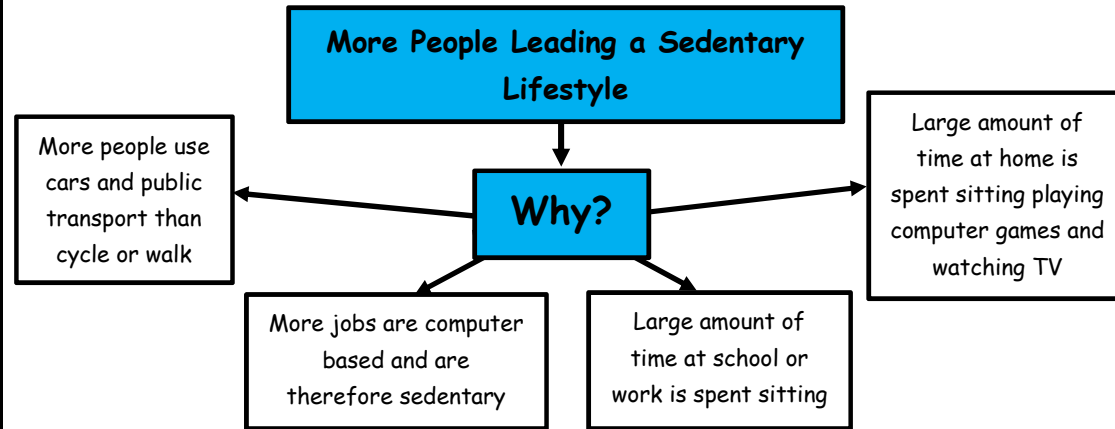 More People Leading a Sedentary
Lifestyle
Why?
More people use
cars and public
transport than
cycle or walk
More jobs are computer
based and are
therefore sedentary
Large amount of
time at school or
work is spent sitting
Large amount of
time at home is
spent sitting playing
computer games and
watching TV